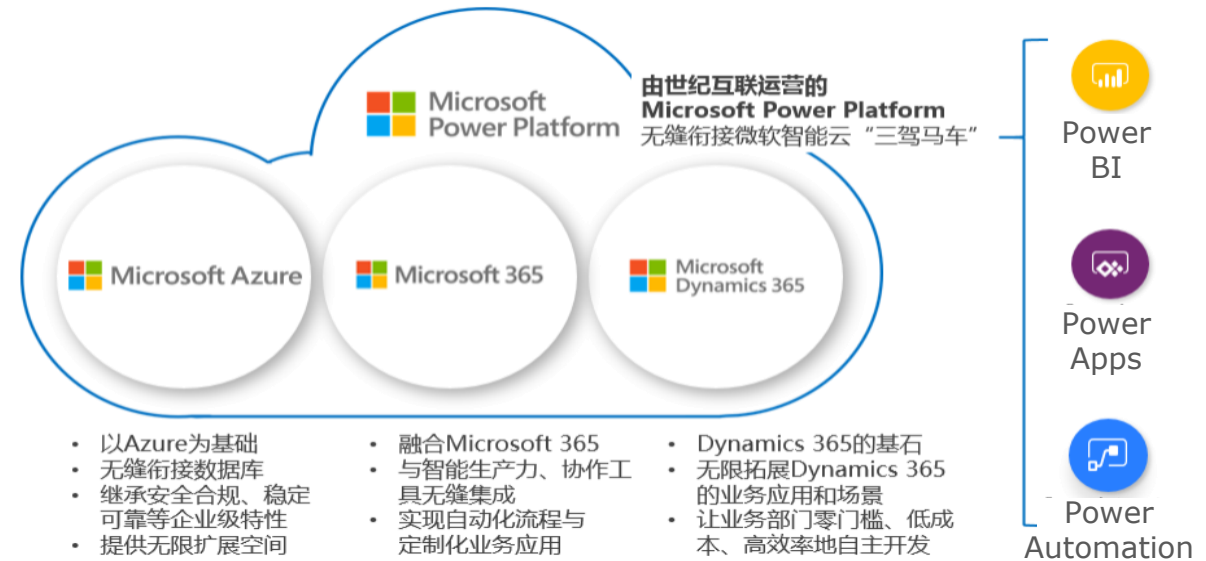 Microsoft
Power Platform
由世纪互联运营的
Microsoft Power Platform
无缝衔接微软智能云“三驾马车”
Microsoft Azure
Microsoft 365
Microsoft
Dynamics 365
• 以Azure为基础
• 无缝衔接数据库
• 继承安全合规、稳定
可靠等企业级特性
• 提供无限扩展空间
• 融合Microsoft 365
• 与智能生产力、协作工
具无缝集成
• 实现自动化流程与
定制化业务应用
• Dynamics 365的基石
• 无限拓展Dynamics 365
的业务应用和场景
• 让业务部门零门槛、低成
本、高效率地自主开发
Power
BI
Power
Apps
Power
Automation